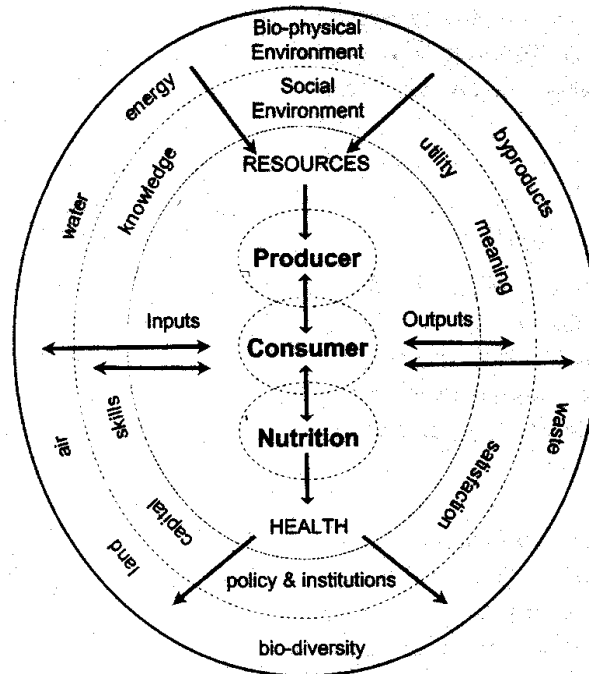 Bio-physical
Environment
Social
Environment
energy
water
knowledge
utility
byproducts
meaning
RESOURCES
Producer
Inputs
Outputs
Consumer
skills
air
waste
Nutrition
satisfaction
capital
land
HEALTH
policy & institutions
bio-diversity